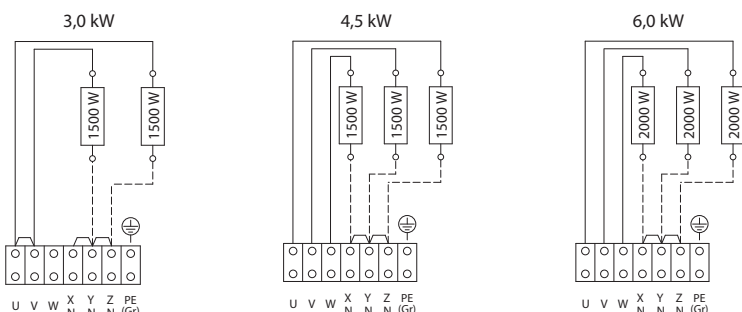 3,0 kW
4,5 kW
6,0 kW
1500 W
1500 W
1500 W
1500 W
1500 W
2000 W
2000 W
2000 W
U V W X Y Z PE
N N N (Gr)
U V W X Y Z PE
N N N (Gr)
U V W X Y Z PE
N N N (Gr)